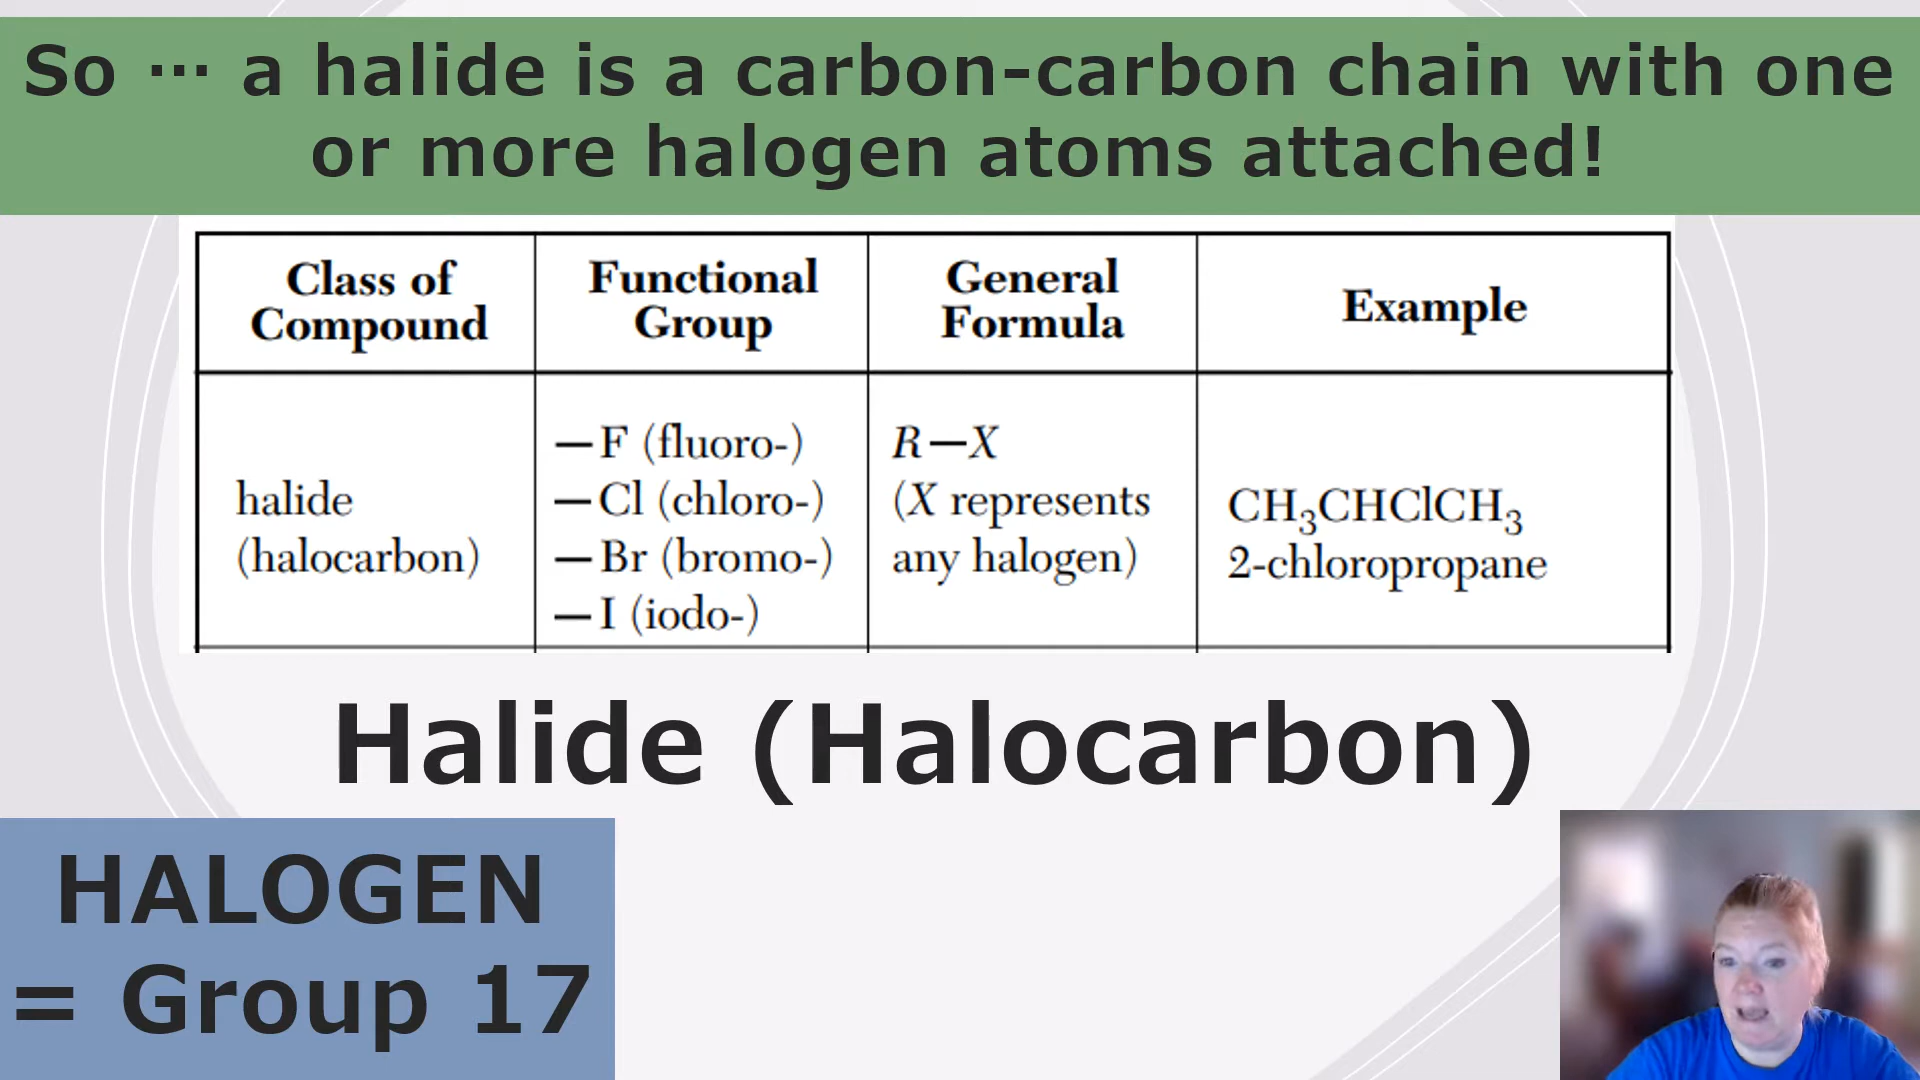 So ··· a halide is a carbon-carbon chain with one
or more halogen atoms attached!
Class of
Compound
Functional
Group
General
Formula
Example
halide
(halocarbon)
—F (fluoro-)
—Cl (chloro-)
—Br (bromo-)
—I (iodo-)
R—X
(X represents
any halogen)
CH₃CHClCH₃
2-chloropropane
Halide (Halocarbon)
HALOGEN
= Group 17